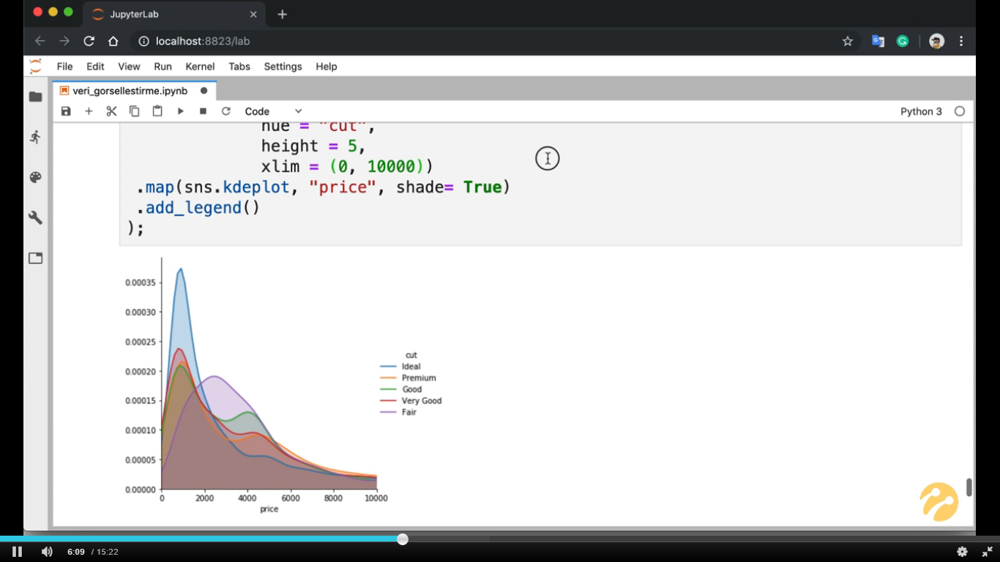 JupyterLab
localhost:8823/lab
File Edit View Run Kernel Tabs Settings Help
veri_gorsellestirme.ipynb
Code
Python 3
hue = "cut",
height = 5,
xlim = (0, 10000))
.map(sns.kdeplot, "price", shade= True)
.add_legend()
);
0.00035
0.00030
0.00025
0.00020
0.00015
0.00010
0.00005
0.00000
0 2000 4000 6000 8000 10000
price
cut
Ideal
Premium
Good
Very Good
Fair
6:09 / 15:22